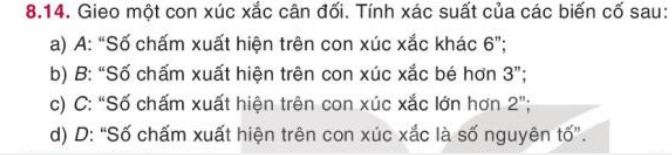 8.14. Gieo một con xúc xắc cân đối. Tính xác suất của các biến cố sau:
a) A: “Số chấm xuất hiện trên con xúc xắc khác 6”;
b) B: “Số chấm xuất hiện trên con xúc xắc bé hơn 3”;
c) C: “Số chấm xuất hiện trên con xúc xắc lớn hơn 2”;
d) D: “Số chấm xuất hiện trên con xúc xắc là số nguyên tố”.